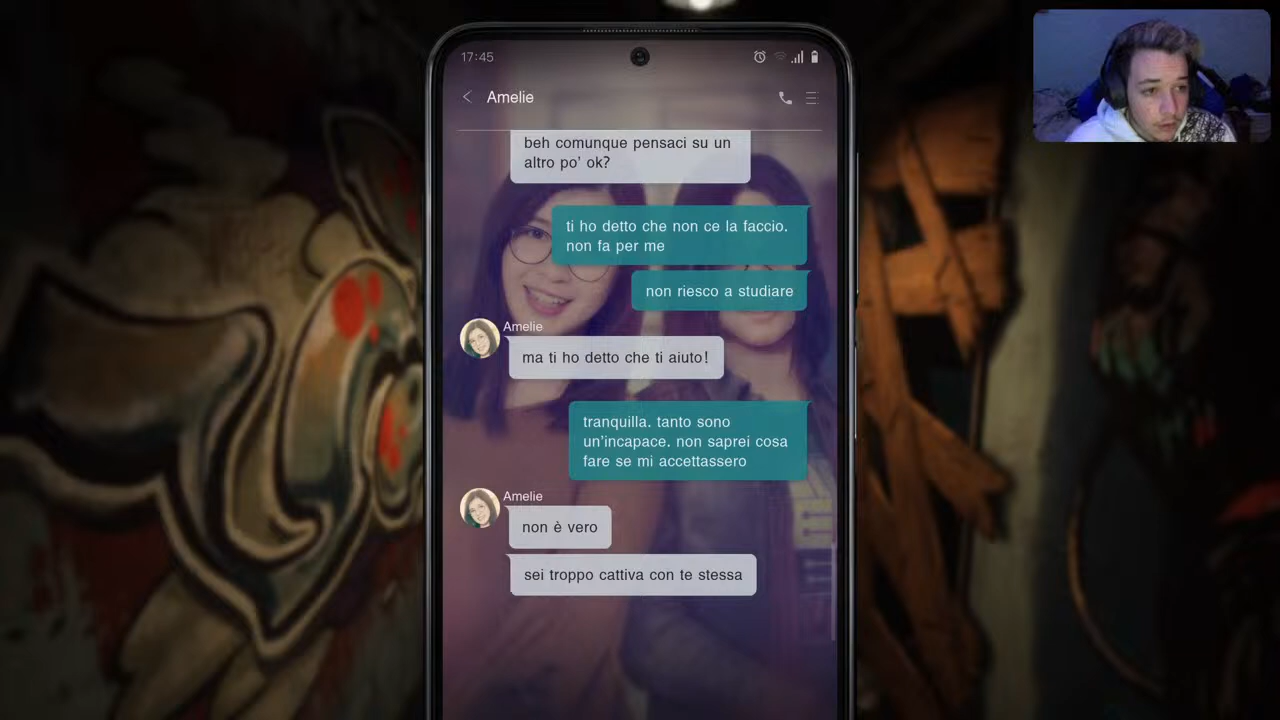 17:45
Amelie
beh comunque pensaci su un
altro po' ok?
ti ho detto che non ce la faccio.
non fa per me
non riesco a studiare
Amelie
ma ti ho detto che ti aiuto!
tranquilla. tanto sono
un'incapace. non saprei cosa
fare se mi accettassero
Amelie
non è vero
sei troppo cattiva con te stessa